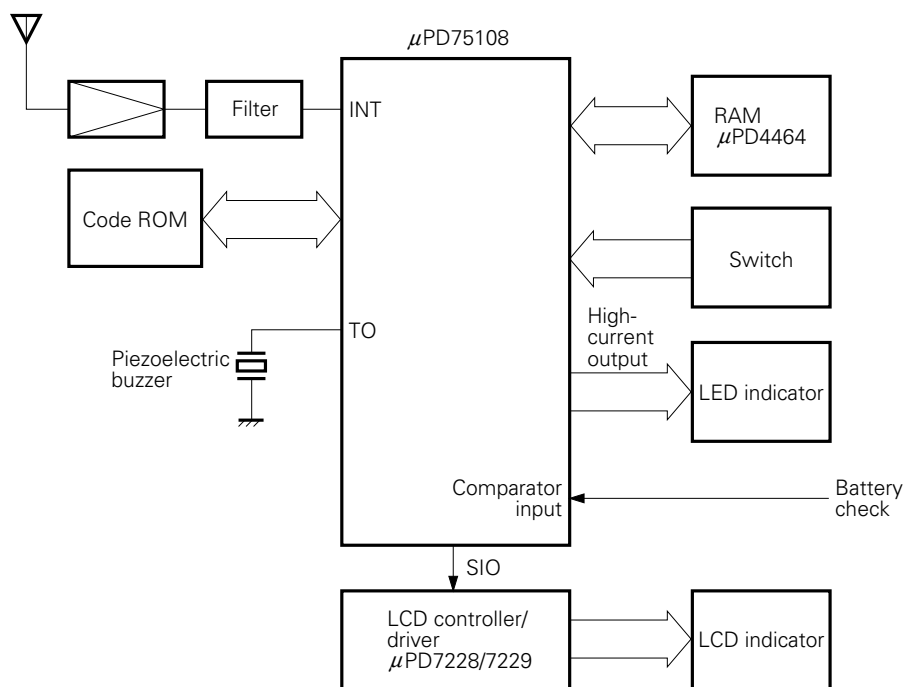 μPD75108
Filter
INT
RAM
μPD4464
Code ROM
Switch
TO
High-
current
output
Piezoelectric
buzzer
LED indicator
Comparator
input
Battery
check
SIO
LCD controller/
driver
μPD7228/7229
LCD indicator